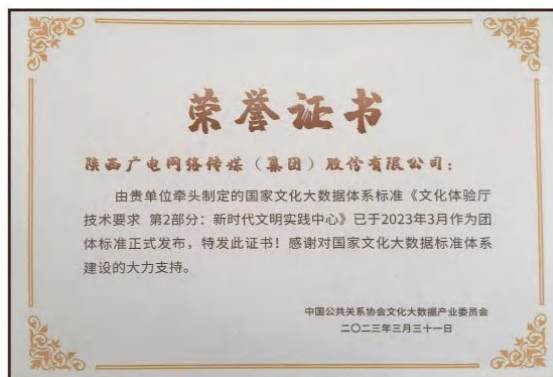 荣誉证书
陕西广电网络传媒（集团）股份有限公司：
由贵单位牵头制定的国家文化大数据体系标准《文化体验厅
技术要求 第2部分：新时代文明实践中心》已于2023年3月作为团
体标准正式发布，特发此证书！感谢对国家文化大数据标准体系
建设的大力支持。
中国公共关系协会文化大数据产业委员会
二〇二三年三月三十一日